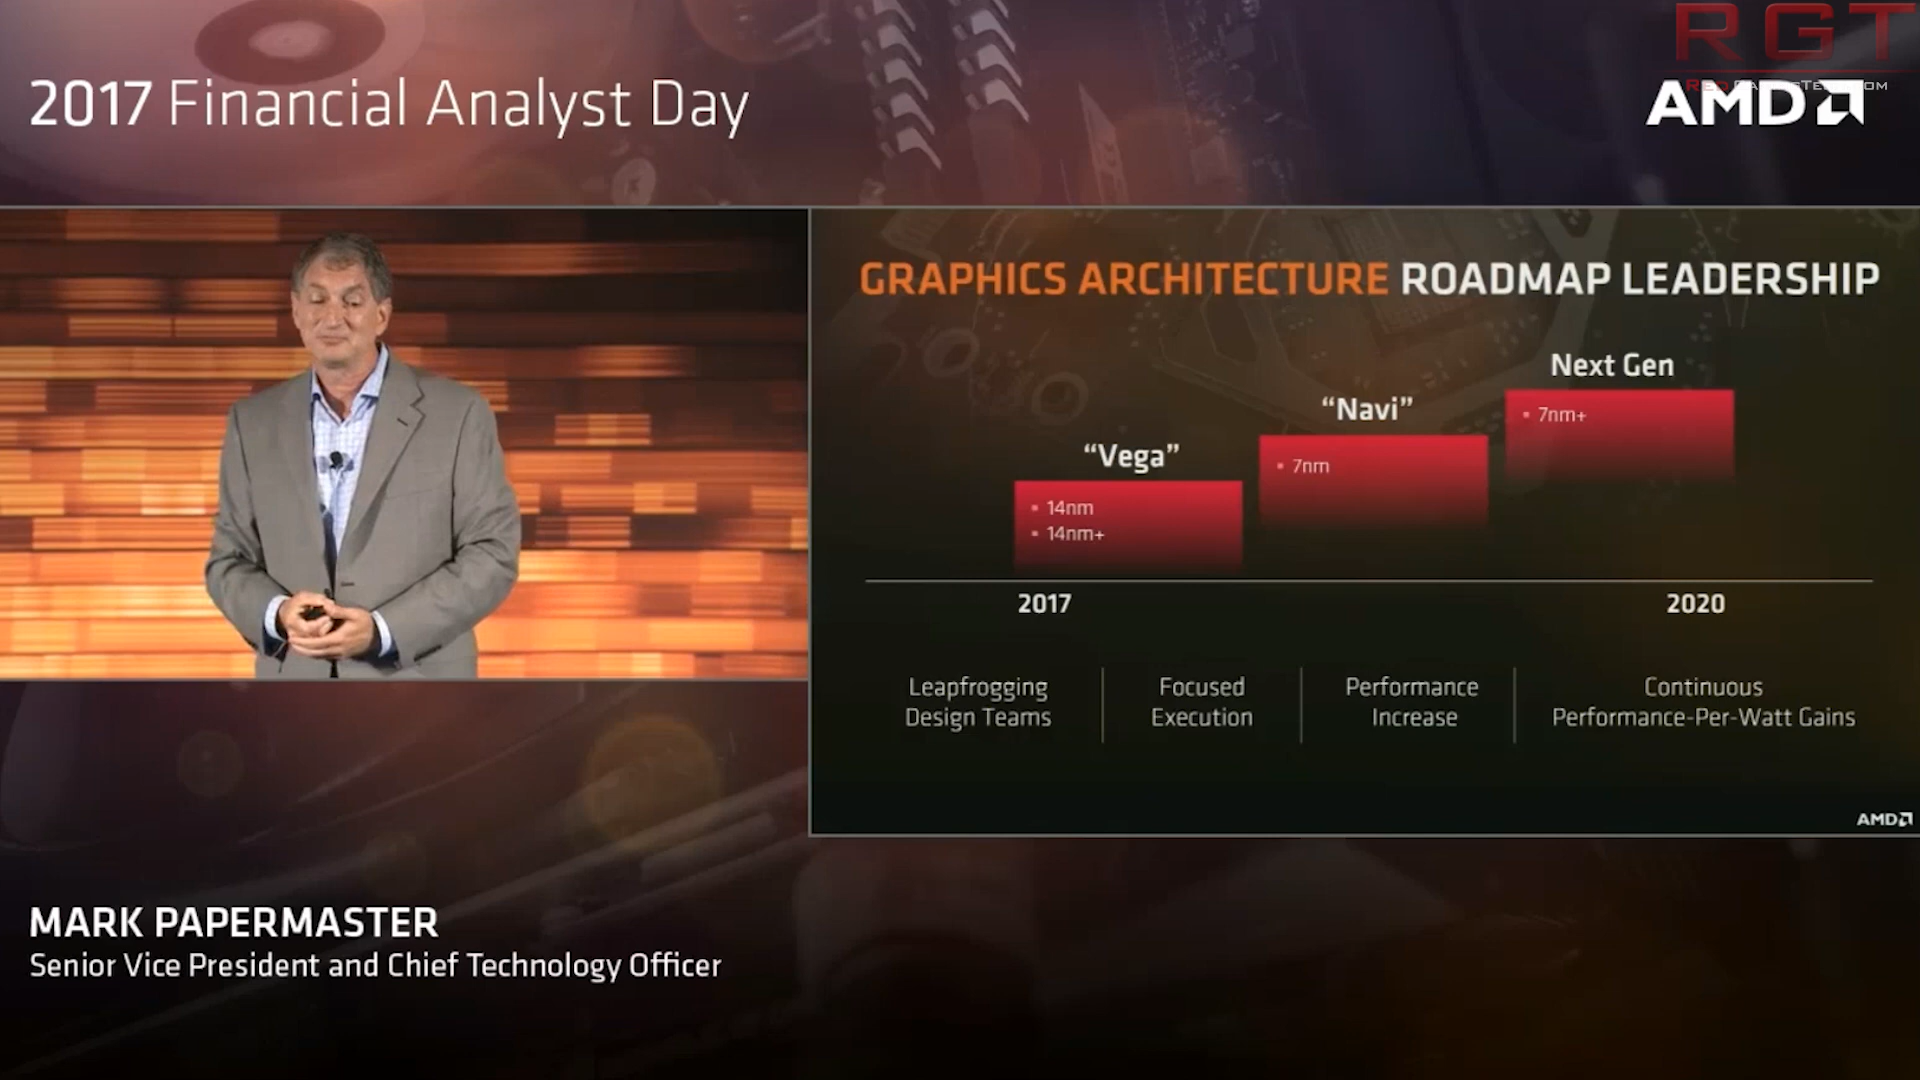 RGT
2017 Financial Analyst Day
AMD
GRAPHICS ARCHITECTURE ROADMAP LEADERSHIP
Next Gen
• 7nm+
“Navi”
• 7nm
“Vega”
• 14nm
• 14nm+
2017
2020
Leapfrogging
Design Teams
Focused
Execution
Performance
Increase
Continuous
Performance-Per-Watt Gains
AMD
MARK PAPERMASTER
Senior Vice President and Chief Technology Officer